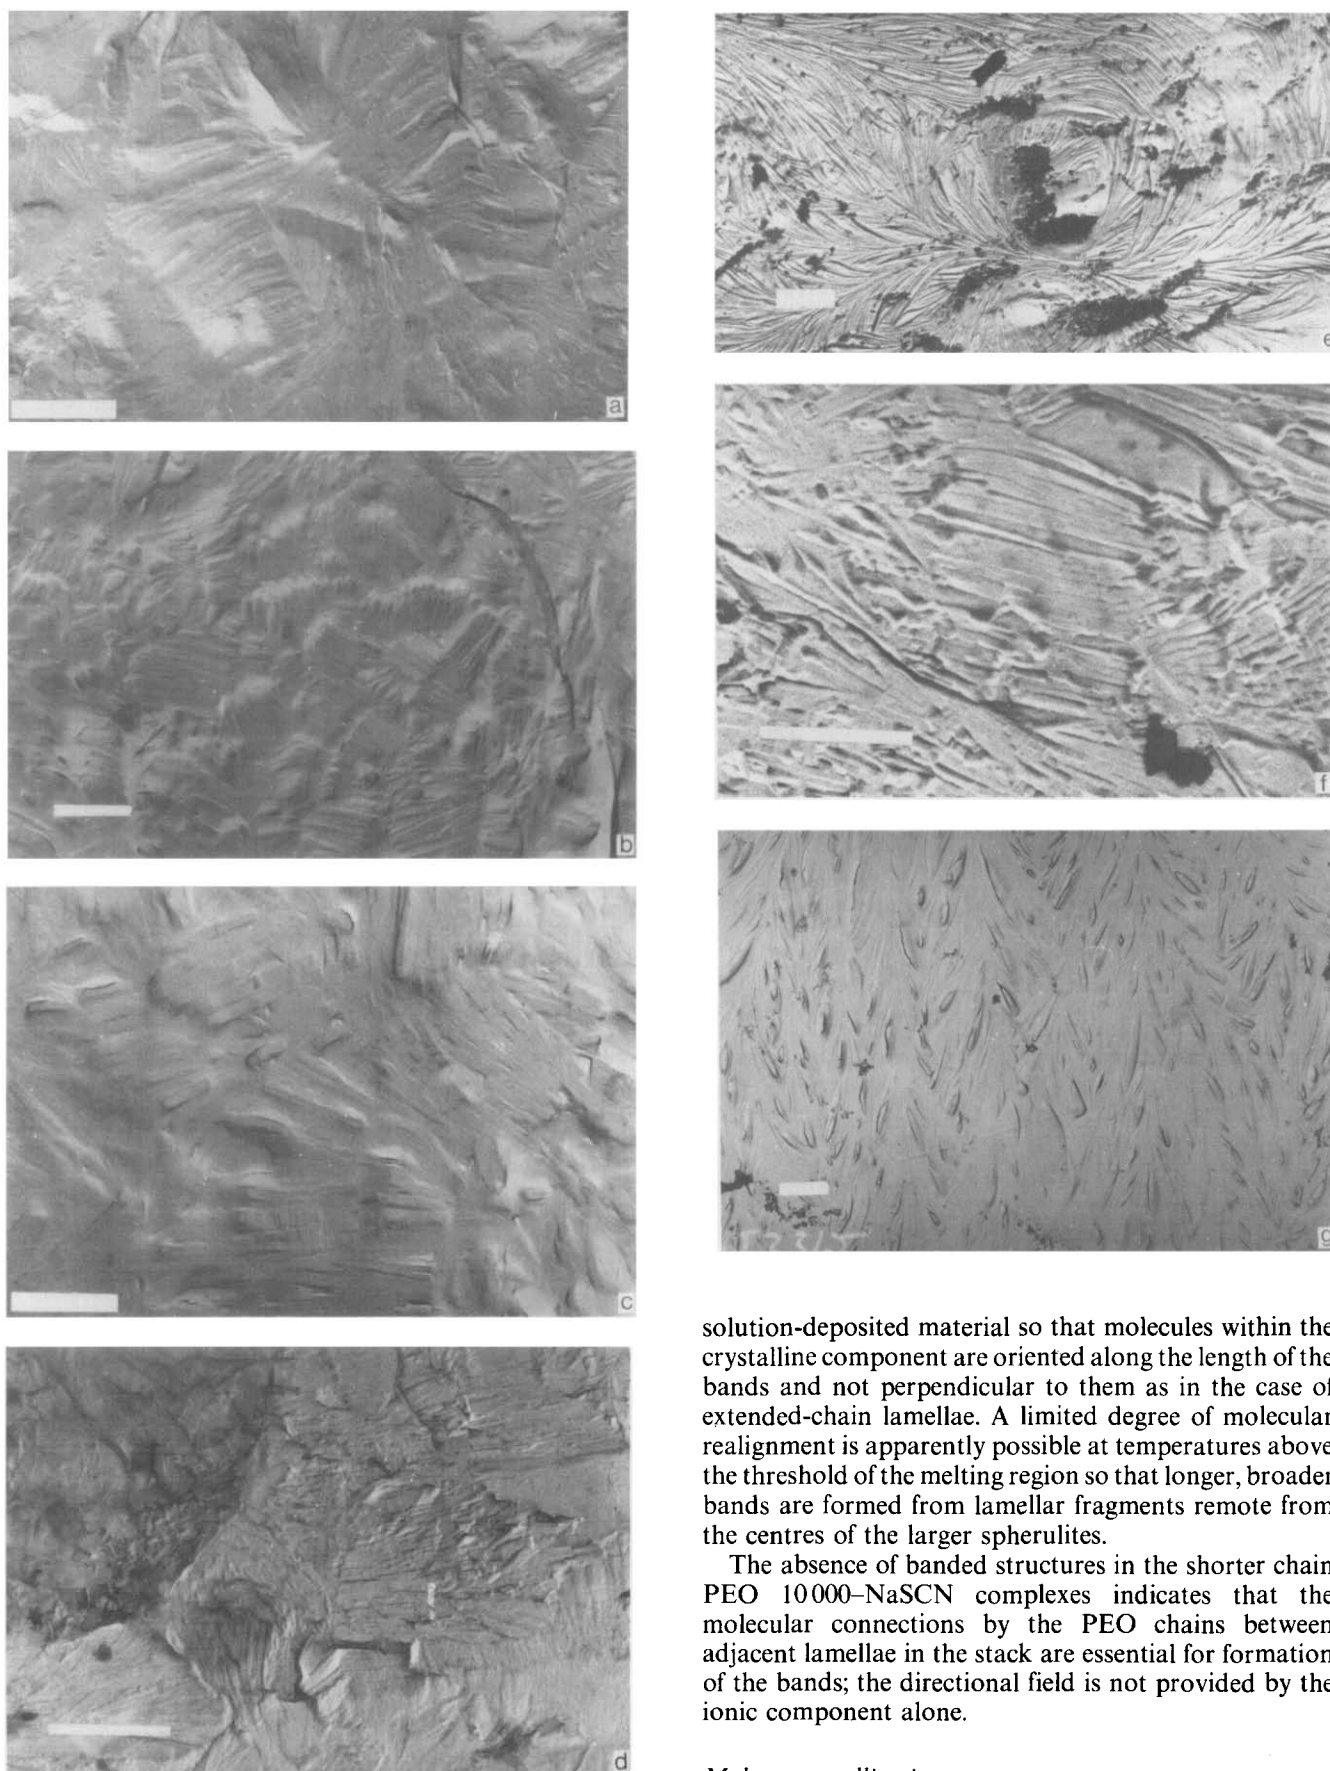 a
b
c
d
e
f
g
solution-deposited material so that molecules within the
crystalline component are oriented along the length of the
bands and not perpendicular to them as in the case of
extended-chain lamellae. A limited degree of molecular
realignment is apparently possible at temperatures above
the threshold of the melting region so that longer, broader
bands are formed from lamellar fragments remote from
the centres of the larger spherulites.
The absence of banded structures in the shorter chain
PEO 10 000–NaSCN complexes indicates that the
molecular connections by the PEO chains between
adjacent lamellae in the stack are essential for formation
of the bands; the directional field is not provided by the
ionic component alone.